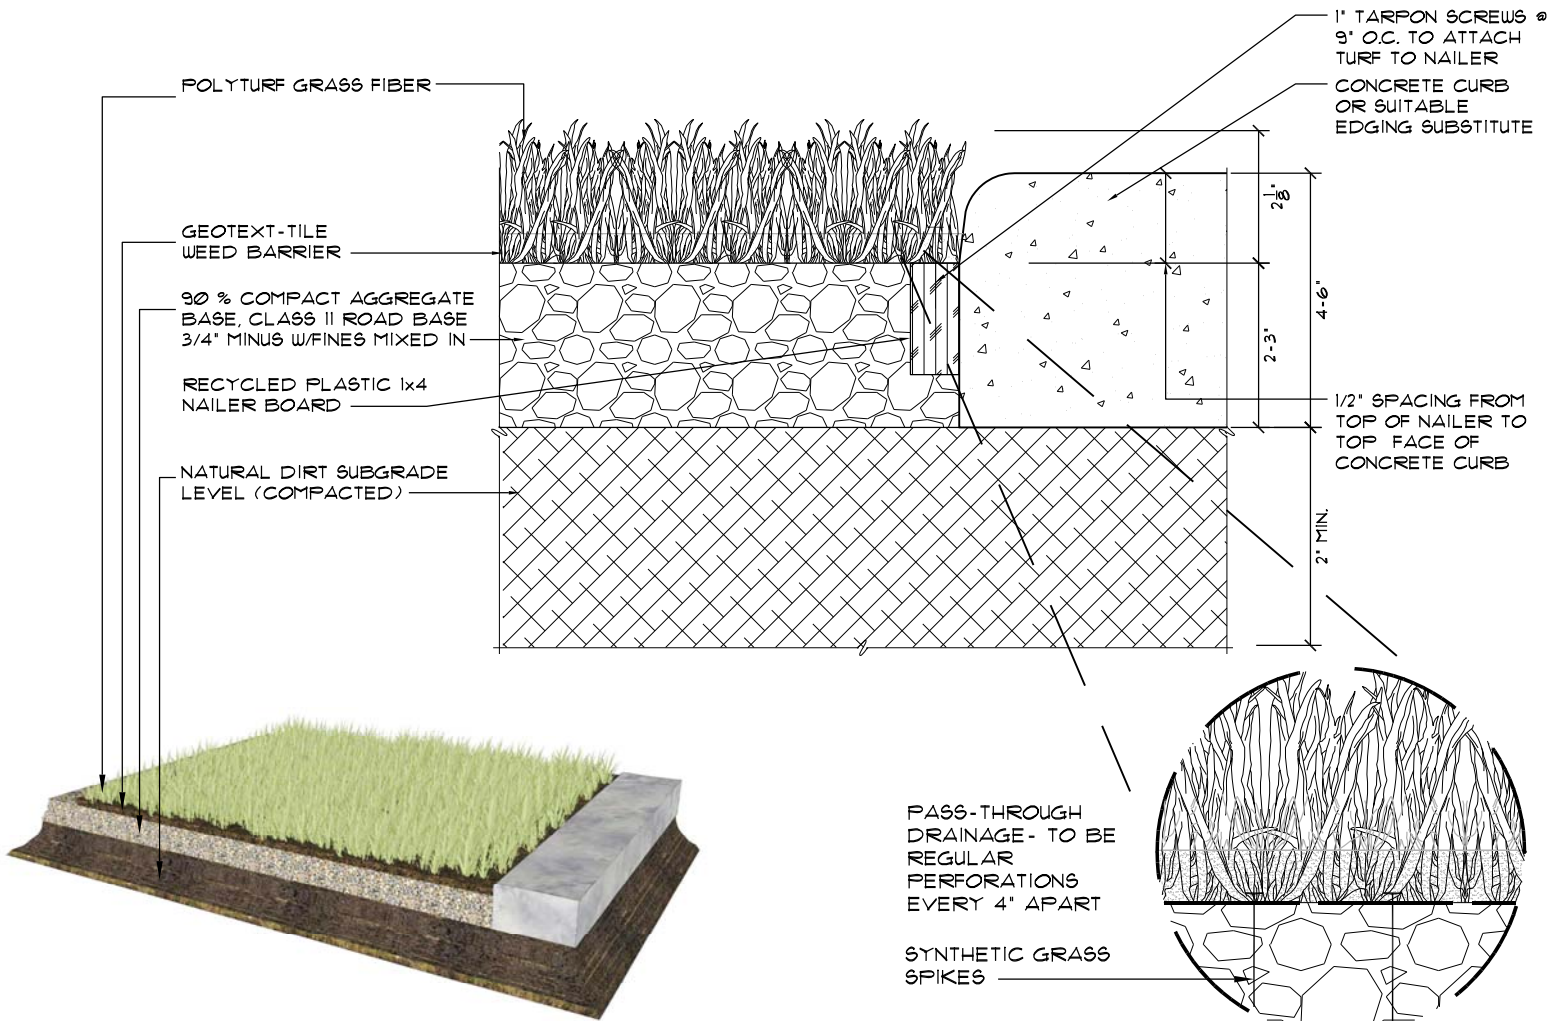 POLYTURF GRASS FIBER
GEOTEXT-TILE
WEED BARRIER
90 % COMPACT AGGREGATE
BASE, CLASS II ROAD BASE
3/4" MINUS W/FINES MIXED IN
RECYCLED PLASTIC 1x4
NAILER BOARD
NATURAL DIRT SUBGRADE
LEVEL (COMPACTED)
1" TARPON SCREWS @
9" O.C. TO ATTACH
TURF TO NAILER
CONCRETE CURB
OR SUITABLE
EDGING SUBSTITUTE
2 1/8"
4-6"
2-3"
1/2" SPACING FROM
TOP OF NAILER TO
TOP FACE OF
CONCRETE CURB
2" MIN.
PASS-THROUGH
DRAINAGE- TO BE
REGULAR
PERFORATIONS
EVERY 4" APART
SYNTHETIC GRASS
SPIKES